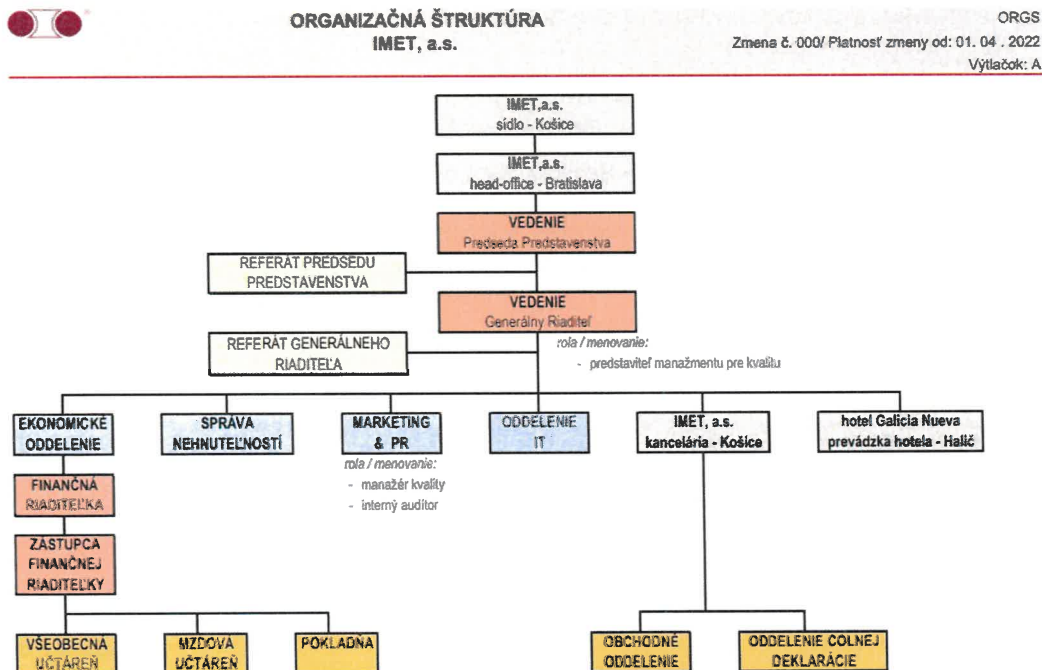 ORGANIZAČNÁ ŠTRUKTÚRA
IMET, a.s.
ORGS
Zmena č. 000/ Platnosť zmeny od: 01. 04 . 2022
Výtlačok: A
IMET,a.s.
sídlo - Košice
IMET,a.s.
head-office - Bratislava
VEDENIE
Predseda Predstavenstva
REFERÁT PREDSEDU
PREDSTAVENSTVA
VEDENIE
Generálny Riaditeľ
REFERÁT GENERÁLNEHO
RIADITEĽA
rola / menovanie:
- predstaviteľ manažmentu pre kvalitu
EKONOMICKÉ
ODDELENIE
SPRÁVA
NEHNUTEĽNOSTÍ
MARKETING
& PR
ODDELENIE
IT
IMET, a.s.
kancelária - Košice
hotel Galicia Nueva
prevádzka hotela - Halič
rola / menovanie:
- manažér kvality
- interný audítor
FINANČNÁ
RIADITEĽKA
ZÁSTUPCA
FINANČNEJ
RIADITEĽKY
VŠEOBECNÁ
UČTÁREŇ
MZDOVÁ
UČTÁREŇ
POKLADŇA
OBCHODNÉ
ODDELENIE
ODDELENIE COLNEJ
DEKLARÁCIE